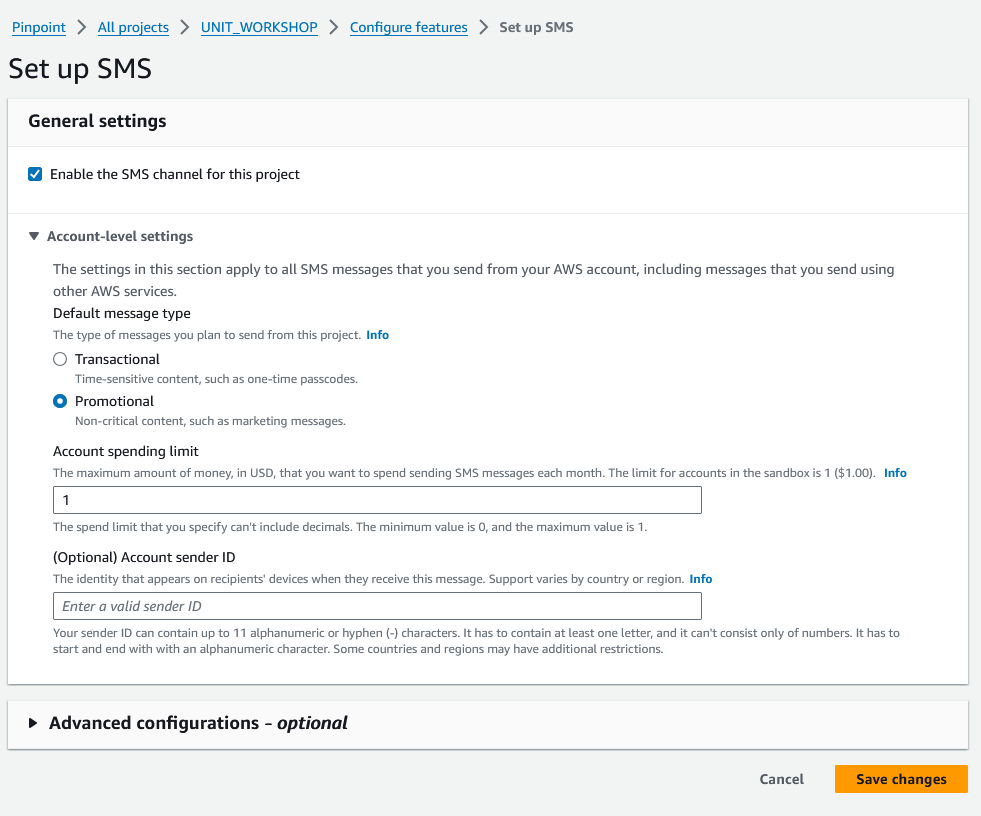 Pinpoint > All projects > UNIT_WORKSHOP > Configure features > Set up SMS
Set up SMS
General settings
Enable the SMS channel for this project
Account-level settings
The settings in this section apply to all SMS messages that you send from your AWS account, including messages that you send using
other AWS services.
Default message type
The type of messages you plan to send from this project. Info
Transactional
Time-sensitive content, such as one-time passcodes.
Promotional
Non-critical content, such as marketing messages.
Account spending limit
The maximum amount of money, in USD, that you want to spend sending SMS messages each month. The limit for accounts in the sandbox is 1 ($1.00). Info
1
The spend limit that you specify can't include decimals. The minimum value is 0, and the maximum value is 1.
(Optional) Account sender ID
The identity that appears on recipients' devices when they receive this message. Support varies by country or region. Info
Enter a valid sender ID
Your sender ID can contain up to 11 alphanumeric or hyphen (-) characters. It has to contain at least one letter, and it can't consist only of numbers. It has to
start and end with with an alphanumeric character. Some countries and regions may have additional restrictions.
Advanced configurations - optional
Cancel Save changes